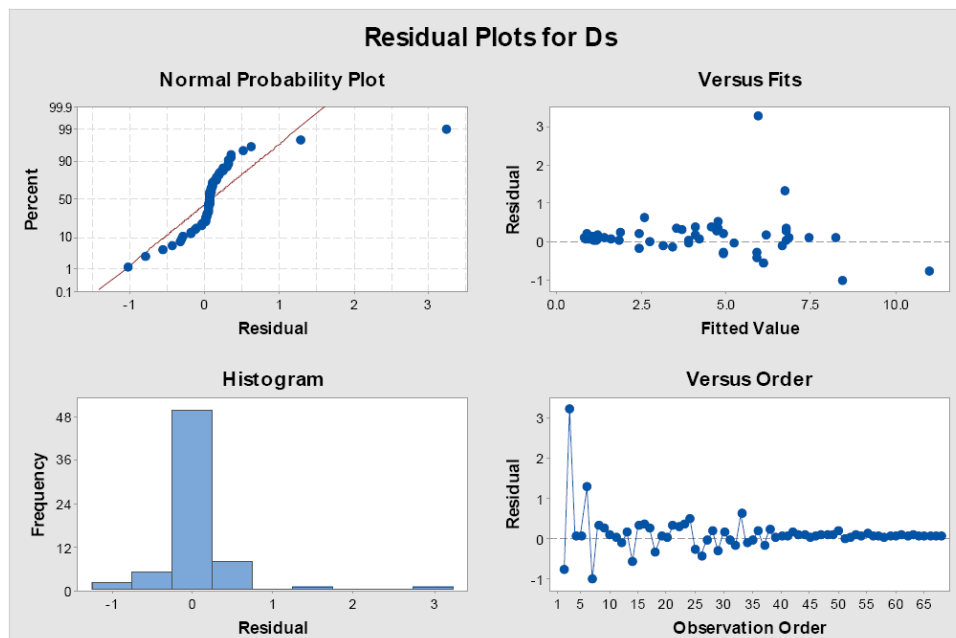 Residual Plots for Ds
Normal Probability Plot
99.9
99
90
50
10
1
0.1
Percent
-1 0 1 2 3
Residual
Versus Fits
3
2
1
0
-1
Residual
0.0 2.5 5.0 7.5 10.0
Fitted Value
Histogram
48
36
24
12
0
Frequency
-1 0 1 2 3
Residual
Versus Order
3
2
1
0
-1
Residual
1 5 10 15 20 25 30 35 40 45 50 55 60 65
Observation Order